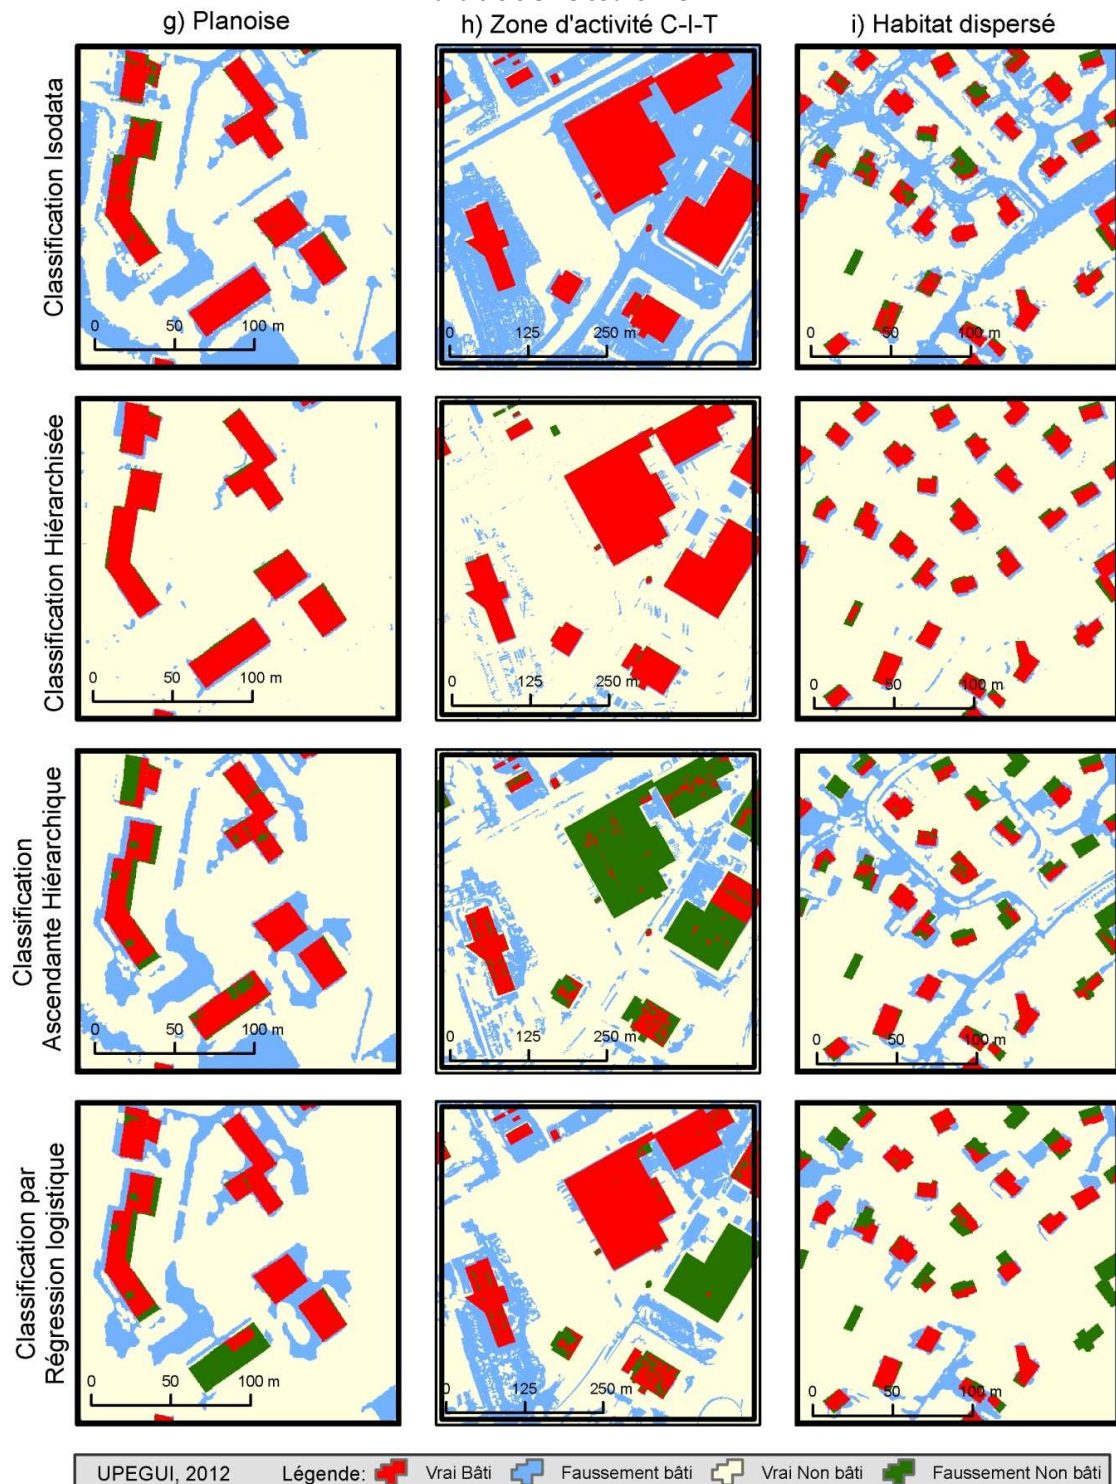 g) Planoise
h) Zone d'activité C-I-T
i) Habitat dispersé
Classification Isodata
0 50 100 m
0 125 250 m
0 50 100 m
Classification Hiérarchisée
0 50 100 m
0 125 250 m
0 50 100 m
Classification
Ascendante Hiérarchique
0 50 100 m
0 125 250 m
0 50 100 m
Classification par
Régression logistique
0 50 100 m
0 125 250 m
0 50 100 m
UPEGUI, 2012 Légende: Vrai Bâti Faussement bâti Vrai Non bâti Faussement Non bâti